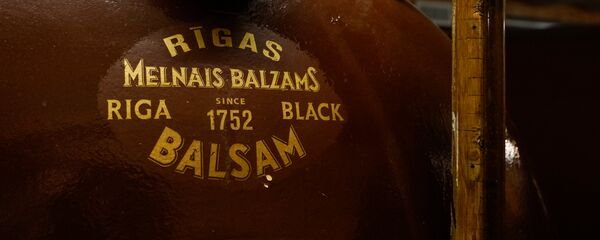 RĪGAS
MELNAIS BALZAMS
RIGA SINCE 1752 BLACK
BALSAM